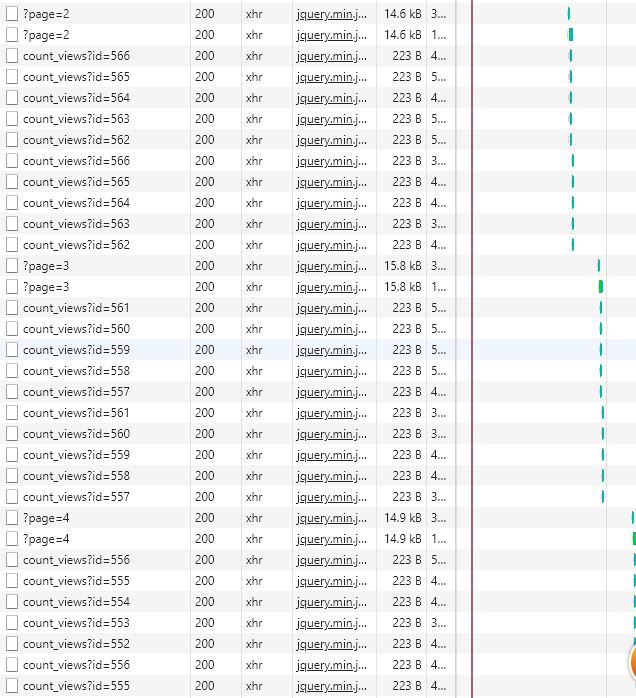 ?page=2 200 xhr jquery.min.j... 14.6 kB 3...
?page=2 200 xhr jquery.min.j... 14.6 kB 1...
count_views?id=566 200 xhr jquery.min.j... 223 B 4...
count_views?id=565 200 xhr jquery.min.j... 223 B 5...
count_views?id=564 200 xhr jquery.min.j... 223 B 4...
count_views?id=563 200 xhr jquery.min.j... 223 B 5...
count_views?id=562 200 xhr jquery.min.j... 223 B 5...
count_views?id=566 200 xhr jquery.min.j... 223 B 3...
count_views?id=565 200 xhr jquery.min.j... 223 B 4...
count_views?id=564 200 xhr jquery.min.j... 223 B 4...
count_views?id=563 200 xhr jquery.min.j... 223 B 3...
count_views?id=562 200 xhr jquery.min.j... 223 B 4...
?page=3 200 xhr jquery.min.j... 15.8 kB 3...
?page=3 200 xhr jquery.min.j... 15.8 kB 1...
count_views?id=561 200 xhr jquery.min.j... 223 B 5...
count_views?id=560 200 xhr jquery.min.j... 223 B 5...
count_views?id=559 200 xhr jquery.min.j... 223 B 5...
count_views?id=558 200 xhr jquery.min.j... 223 B 5...
count_views?id=557 200 xhr jquery.min.j... 223 B 4...
count_views?id=561 200 xhr jquery.min.j... 223 B 3...
count_views?id=560 200 xhr jquery.min.j... 223 B 3...
count_views?id=559 200 xhr jquery.min.j... 223 B 4...
count_views?id=558 200 xhr jquery.min.j... 223 B 4...
count_views?id=557 200 xhr jquery.min.j... 223 B 3...
?page=4 200 xhr jquery.min.j... 14.9 kB 3...
?page=4 200 xhr jquery.min.j... 14.9 kB 1...
count_views?id=556 200 xhr jquery.min.j... 223 B 5...
count_views?id=555 200 xhr jquery.min.j... 223 B 4...
count_views?id=554 200 xhr jquery.min.j... 223 B 4...
count_views?id=553 200 xhr jquery.min.j... 223 B 3...
count_views?id=552 200 xhr jquery.min.j... 223 B 4...
count_views?id=556 200 xhr jquery.min.j... 223 B 4...
count_views?id=555 200 xhr jquery.min.j... 223 B 4...